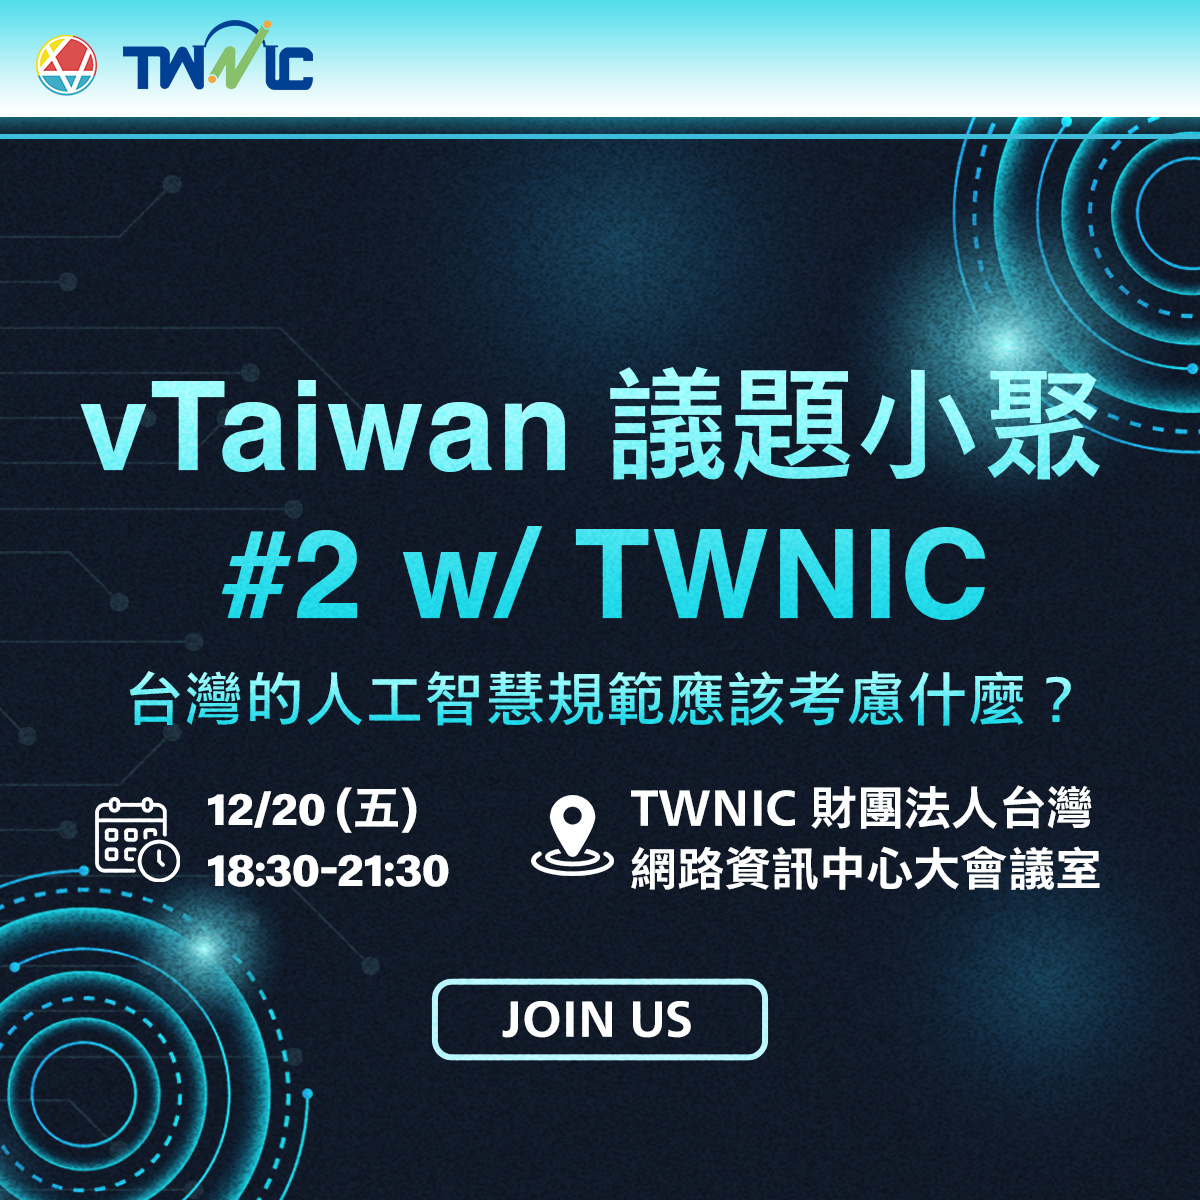 TWNIC
vTaiwan 議題小聚
#2 w/ TWNIC
台灣的人工智慧規範應該考慮什麼？
12/20 (五)
18:30-21:30
TWNIC 財團法人台灣
網路資訊中心大會議室
JOIN US